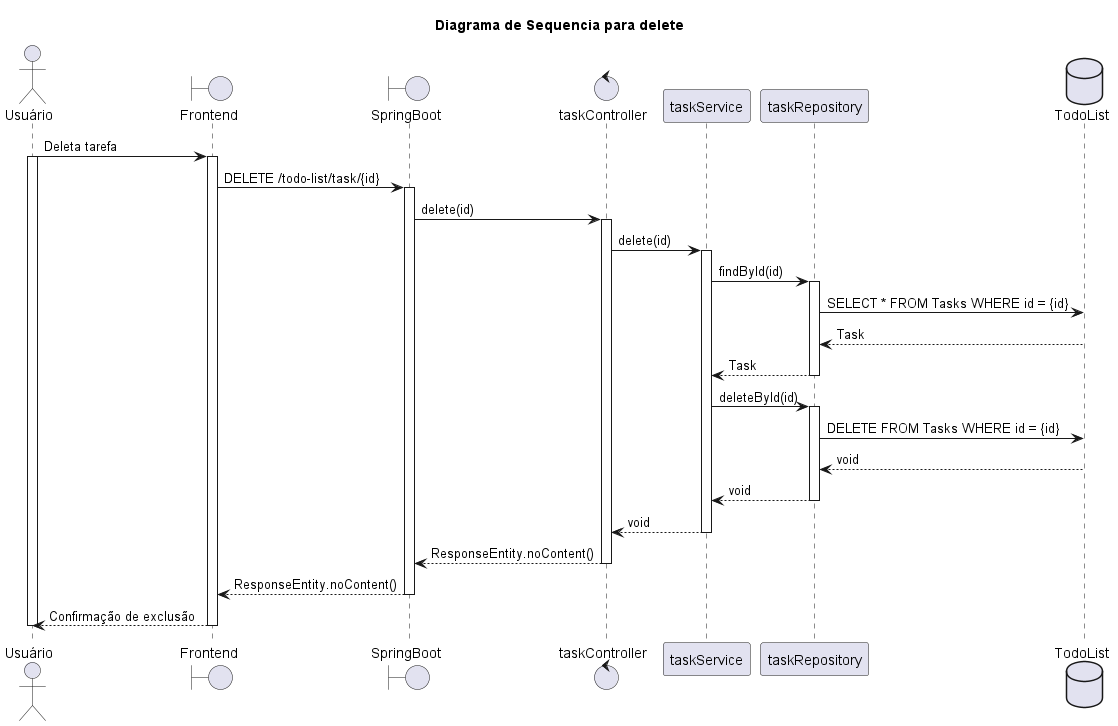 Diagrama de Sequencia para delete
Usuário
Frontend
SpringBoot
taskController
taskService
taskRepository
TodoList
Deleta tarefa
DELETE /todo-list/task/{id}
delete(id)
delete(id)
findById(id)
SELECT * FROM Tasks WHERE id = {id}
Task
Task
deleteById(id)
DELETE FROM Tasks WHERE id = {id}
void
void
void
ResponseEntity.noContent()
ResponseEntity.noContent()
Confirmação de exclusão
Usuário
Frontend
SpringBoot
taskController
taskService
taskRepository
TodoList